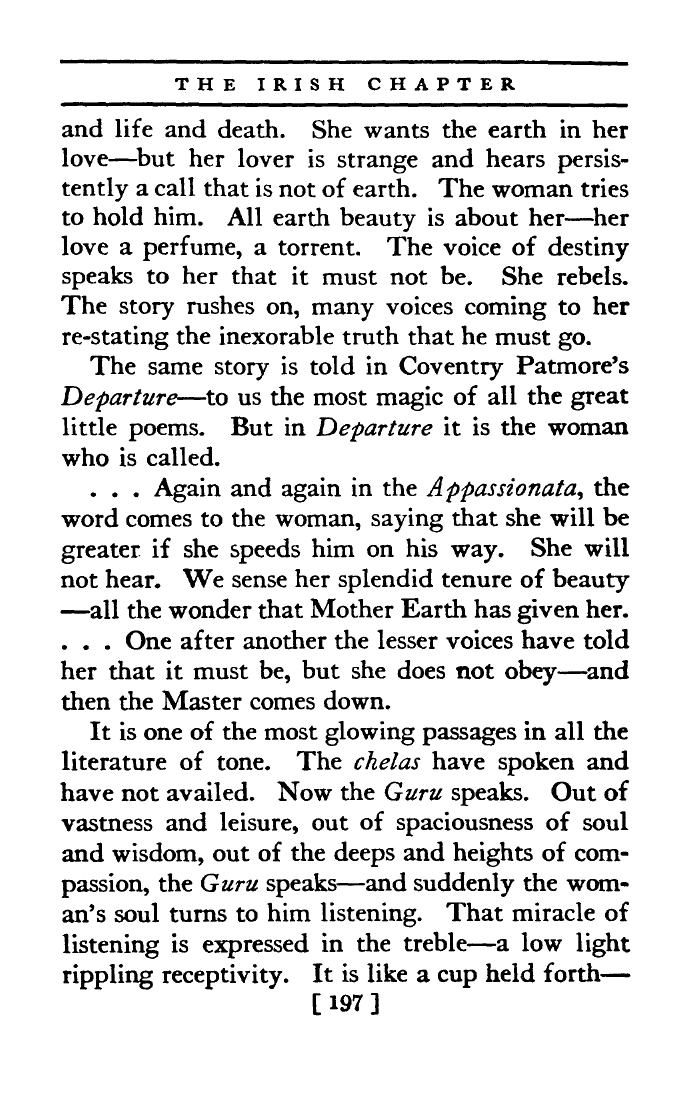 THE IRISH CHAPTER
and life and death. She wants the earth in her
love—but her lover is strange and hears persis-
tently a call that is not of earth. The woman tries
to hold him. All earth beauty is about her—her
love a perfume, a torrent. The voice of destiny
speaks to her that it must not be. She rebels.
The story rushes on, many voices coming to her
re-stating the inexorable truth that he must go.
The same story is told in Coventry Patmore's
Departure—to us the most magic of all the great
little poems. But in Departure it is the woman
who is called.
. . . Again and again in the Appassionata, the
word comes to the woman, saying that she will be
greater if she speeds him on his way. She will
not hear. We sense her splendid tenure of beauty
—all the wonder that Mother Earth has given her.
. . . One after another the lesser voices have told
her that it must be, but she does not obey—and
then the Master comes down.
It is one of the most glowing passages in all the
literature of tone. The chelas have spoken and
have not availed. Now the Guru speaks. Out of
vastness and leisure, out of spaciousness of soul
and wisdom, out of the deeps and heights of com-
passion, the Guru speaks—and suddenly the wom-
an's soul turns to him listening. That miracle of
listening is expressed in the treble—a low light
rippling receptivity. It is like a cup held forth—
[ 197 ]